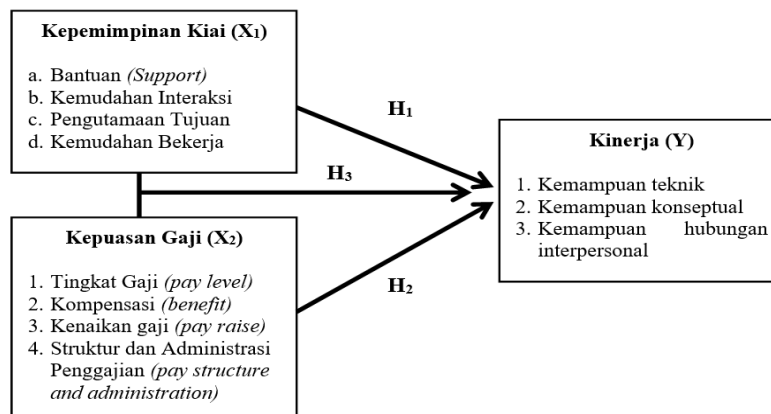 Kepemimpinan Kiai (X₁)
a. Bantuan (Support)
b. Kemudahan Interaksi
c. Pengutamaan Tujuan
d. Kemudahan Bekerja
H₁
H₃
Kepuasan Gaji (X₂)
1. Tingkat Gaji (pay level)
2. Kompensasi (benefit)
3. Kenaikan gaji (pay raise)
4. Struktur dan Administrasi
Penggajian (pay structure
and administration)
H₂
Kinerja (Y)
1. Kemampuan teknik
2. Kemampuan konseptual
3. Kemampuan hubungan
interpersonal